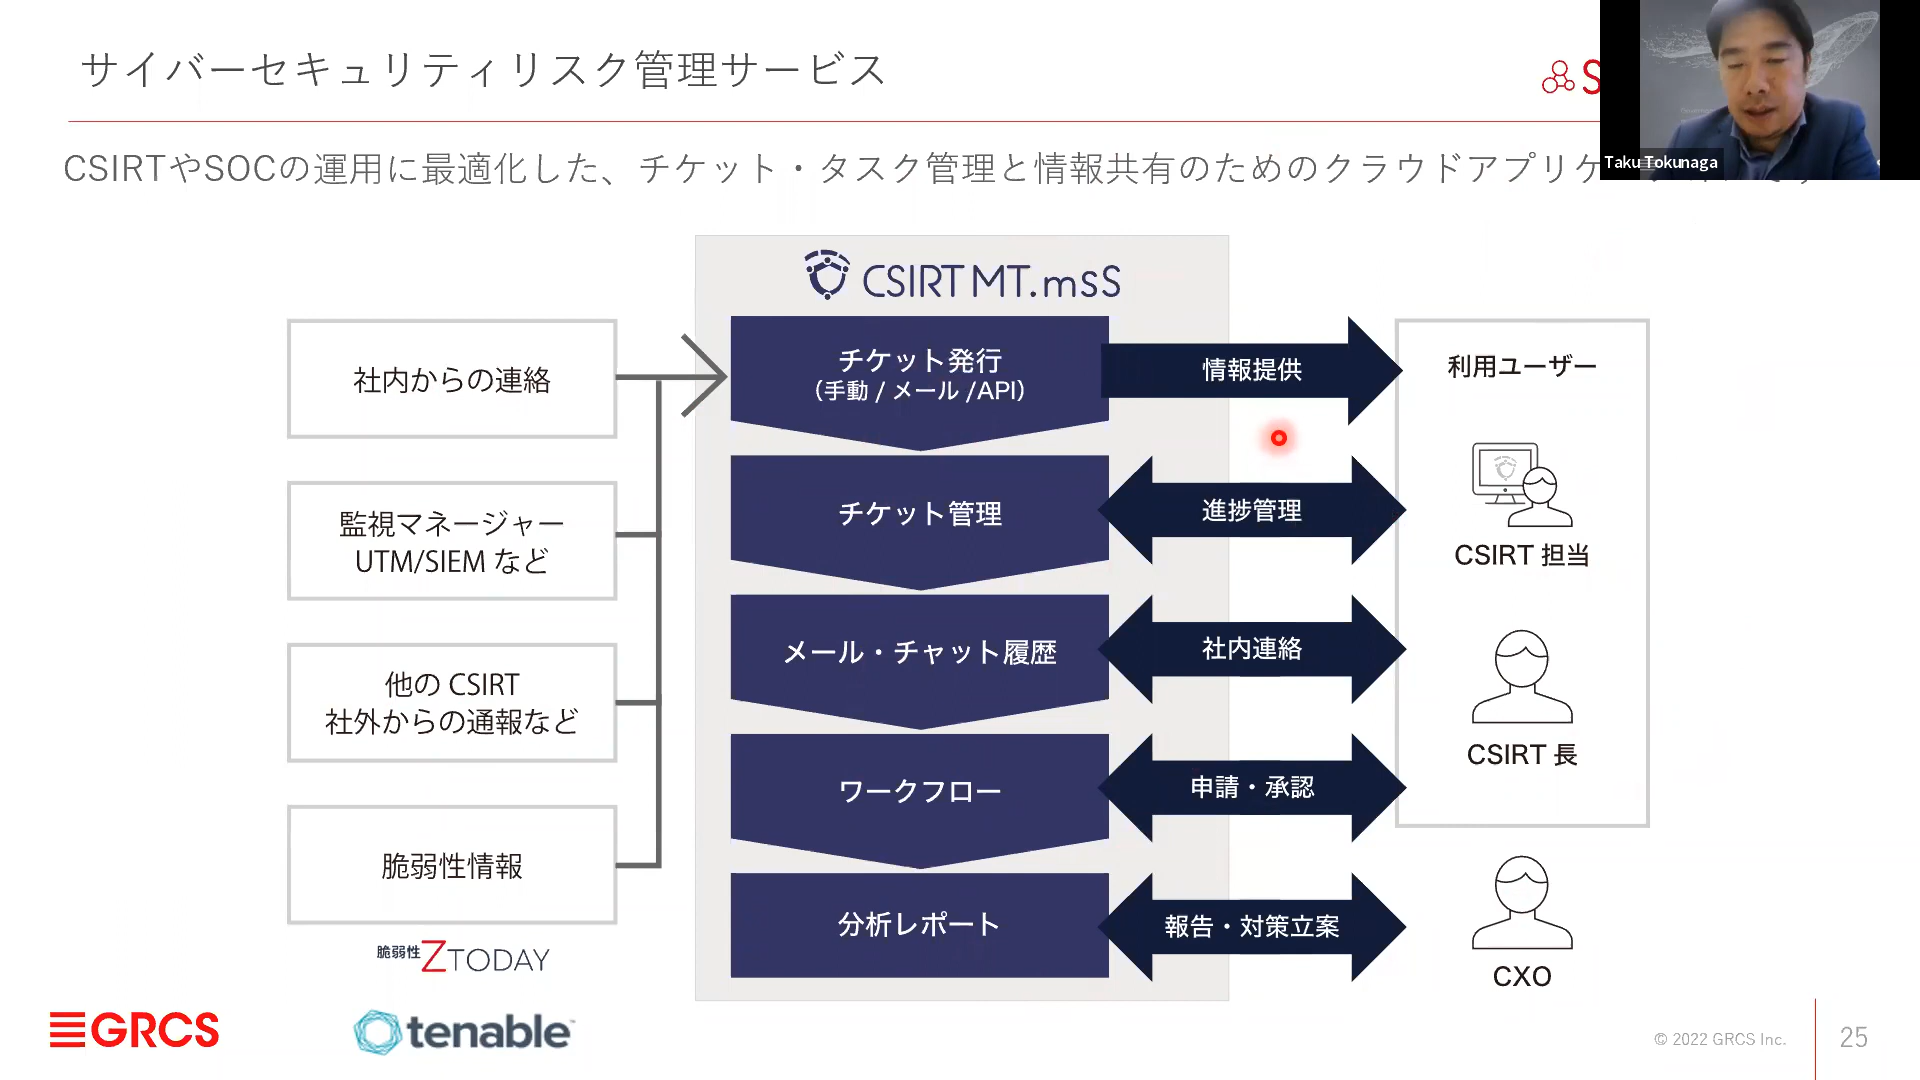 サイバーセキュリティリスク管理サービス
S
Taku Tokunaga
CSIRTやSOCの運用に最適化した、チケット・タスク管理と情報共有のためのクラウドアプリケ
CSIRT MT.mss
社内からの連絡
監視マネージャー
UTM/SIEM など
他の CSIRT
社外からの通報など
脆弱性情報
脆弱性 ZTODAY
チケット発行
（手動 / メール /API）
チケット管理
メール・チャット履歴
ワークフロー
分析レポート
情報提供
進捗管理
社内連絡
申請・承認
報告・対策立案
利用ユーザー
CSIRT 担当
CSIRT 長
CXO
GRCS
tenable
© 2022 GRCS Inc.
25